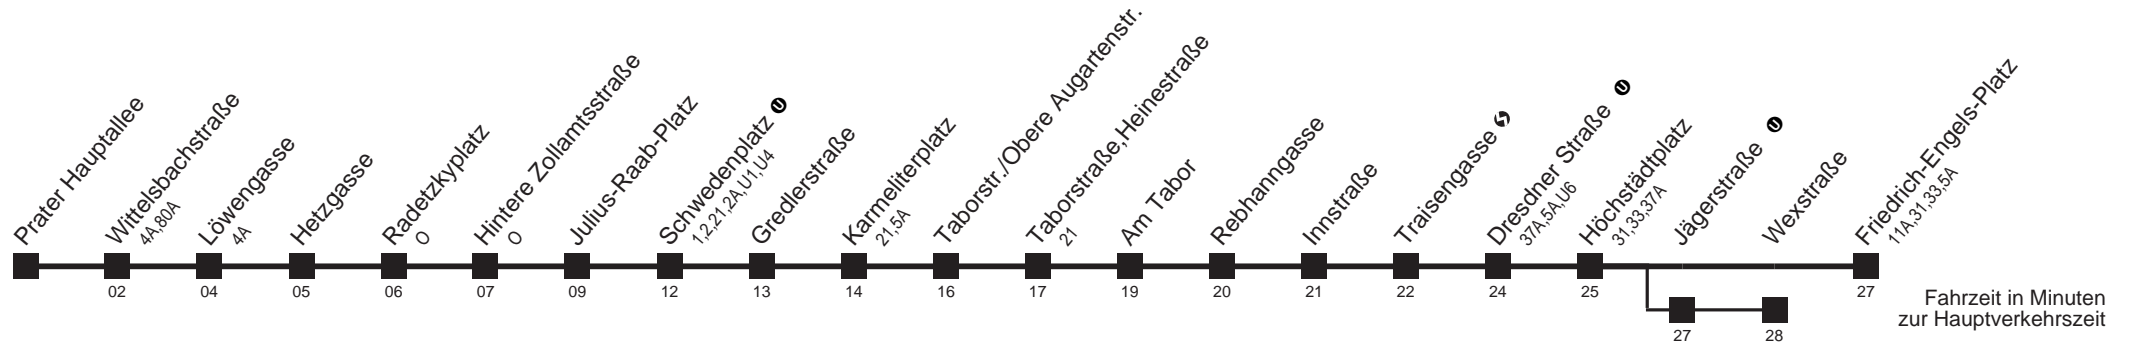 Prater Hauptallee
Wittelsbachstraße
4A,80A
Löwengasse
4A
Hetzgasse
Radetzkyplatz
O
Hintere Zollamtsstraße
O
Julius-Raab-Platz
Schwedenplatz U
1,2,21,2A,U1,U4
Gredlerstraße
Karmeliterplatz
21,5A
Taborstr./Obere Augartenstr.
Taborstraße,Heinestraße
21
Am Tabor
Rebhanngasse
Innstraße
Traisengasse
Dresdner Straße U
37A,5A,U6
Höchstädtplatz
31,33,37A
Jägerstraße U
Wexstraße
Friedrich-Engels-Platz
11A,31,33,5A
02 04 05 06 07 09 12 13 14 16 17 19 20 21 22 24 25 27
27 28
Fahrzeit in Minuten
zur Hauptverkehrszeit